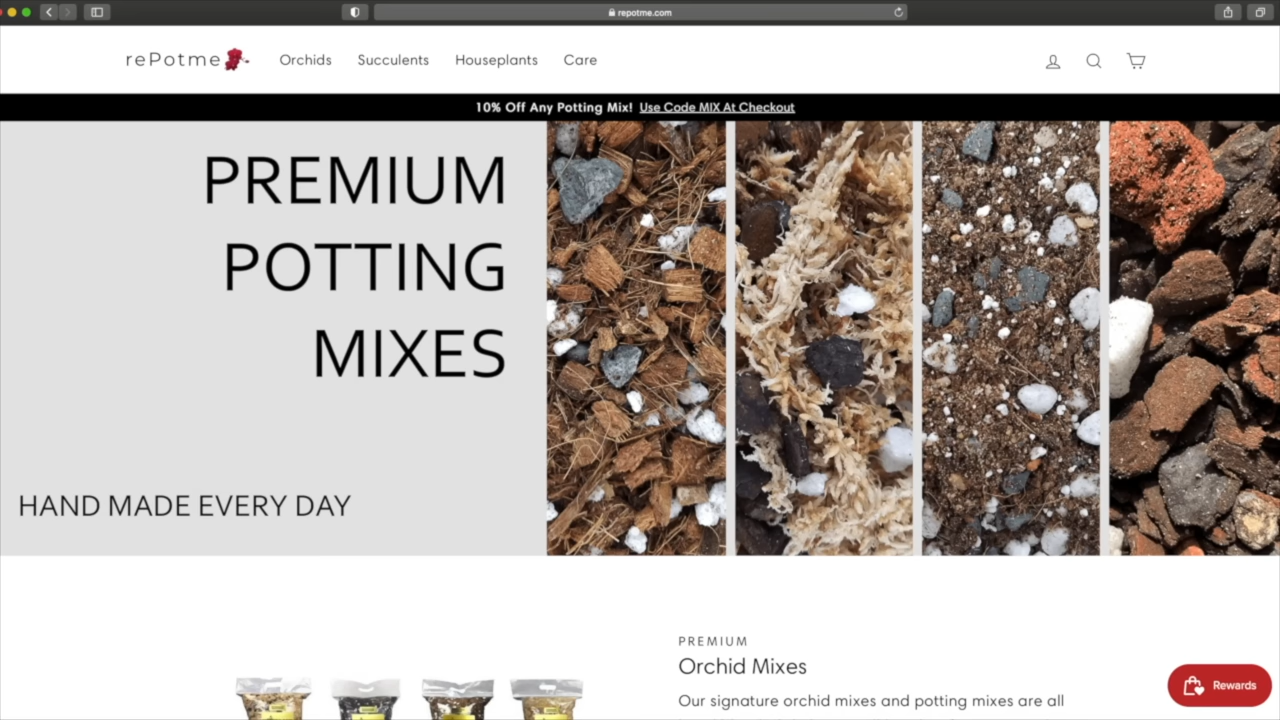 repotme.com
rePotme
Orchids Succulents Houseplants Care
10% Off Any Potting Mix! Use Code MIX At Checkout
PREMIUM
POTTING
MIXES
HAND MADE EVERY DAY
PREMIUM
Orchid Mixes
Our signature orchid mixes and potting mixes are all
Rewards